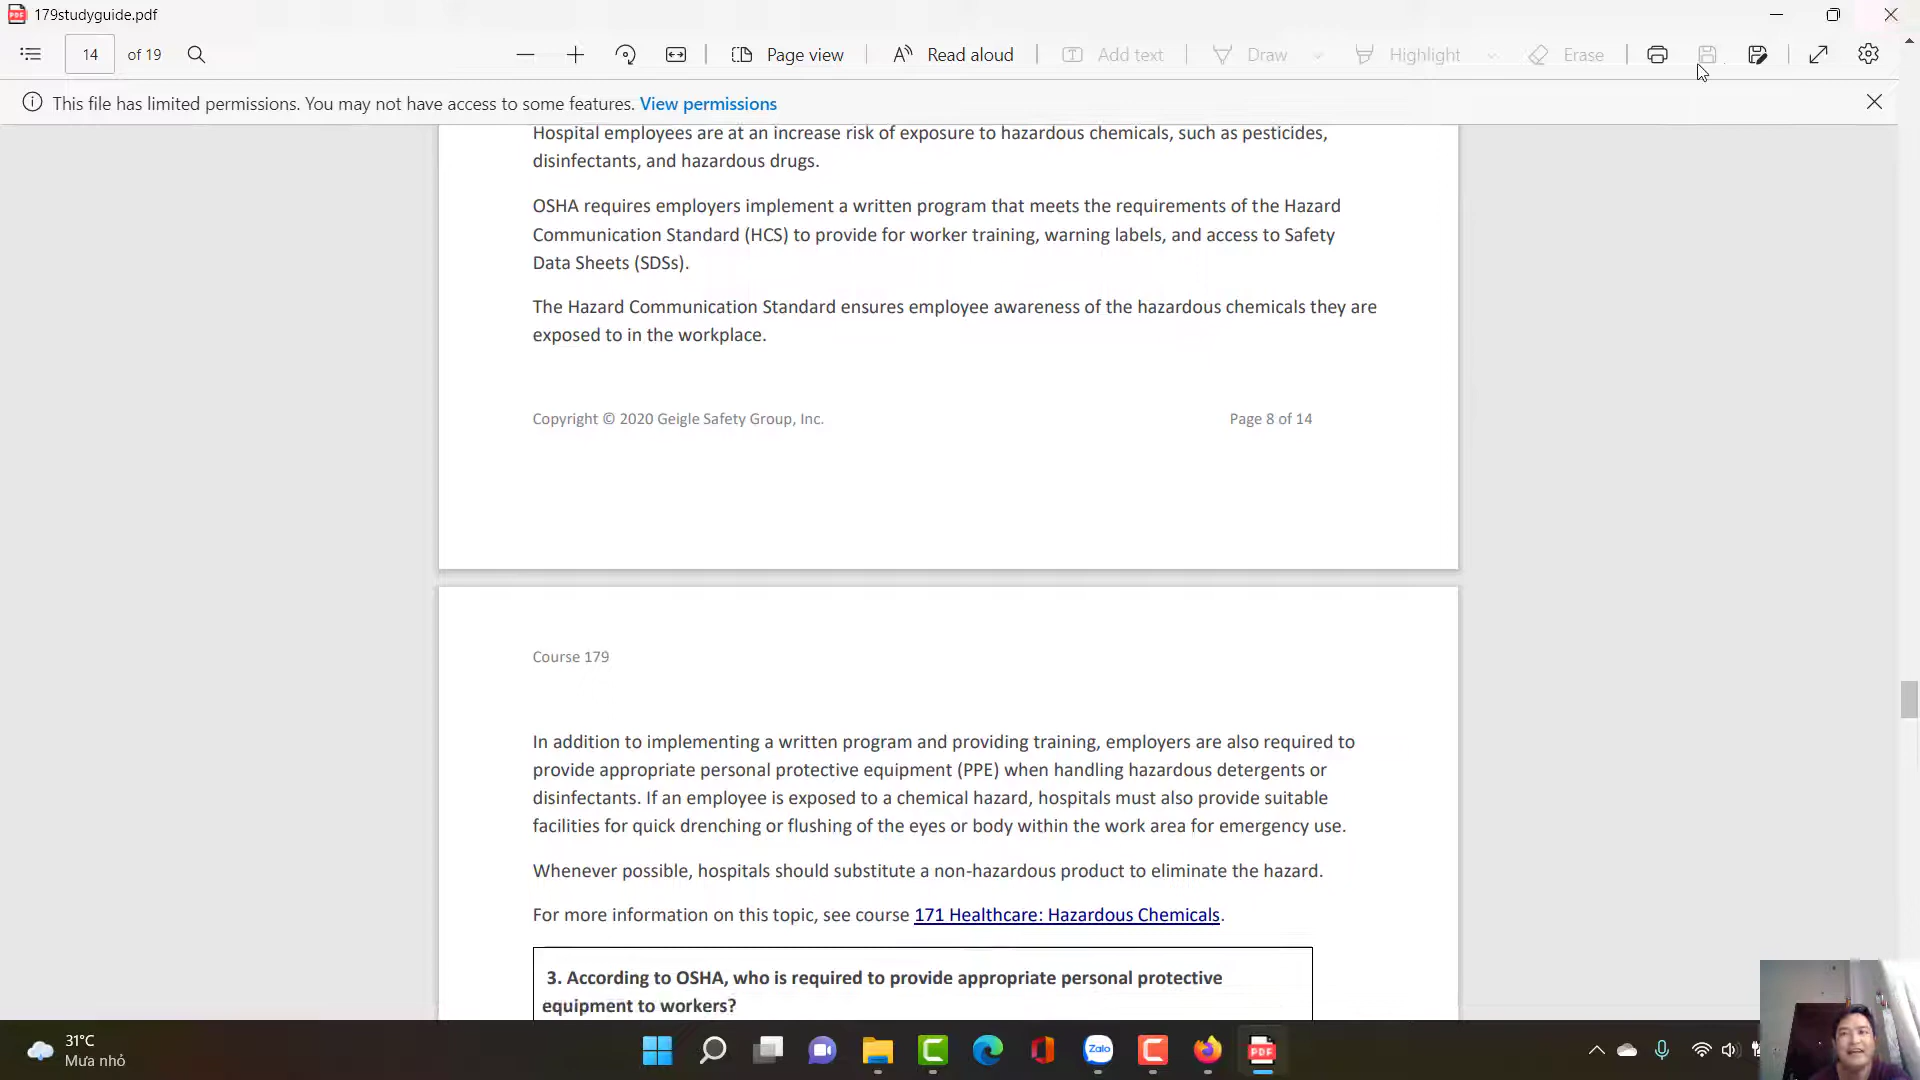 179studyguide.pdf
14 of 19 Page view Read aloud Add text Draw Highlight Erase
This file has limited permissions. You may not have access to some features. View permissions
Hospital employees are at an increase risk of exposure to hazardous chemicals, such as pesticides,
disinfectants, and hazardous drugs.
OSHA requires employers implement a written program that meets the requirements of the Hazard
Communication Standard (HCS) to provide for worker training, warning labels, and access to Safety
Data Sheets (SDSs).
The Hazard Communication Standard ensures employee awareness of the hazardous chemicals they are
exposed to in the workplace.
Copyright © 2020 Geigle Safety Group, Inc. Page 8 of 14
Course 179
In addition to implementing a written program and providing training, employers are also required to
provide appropriate personal protective equipment (PPE) when handling hazardous detergents or
disinfectants. If an employee is exposed to a chemical hazard, hospitals must also provide suitable
facilities for quick drenching or flushing of the eyes or body within the work area for emergency use.
Whenever possible, hospitals should substitute a non-hazardous product to eliminate the hazard.
For more information on this topic, see course 171 Healthcare: Hazardous Chemicals.
3. According to OSHA, who is required to provide appropriate personal protective
equipment to workers?
31°C
Mưa nhỏ
Zalo
PDF